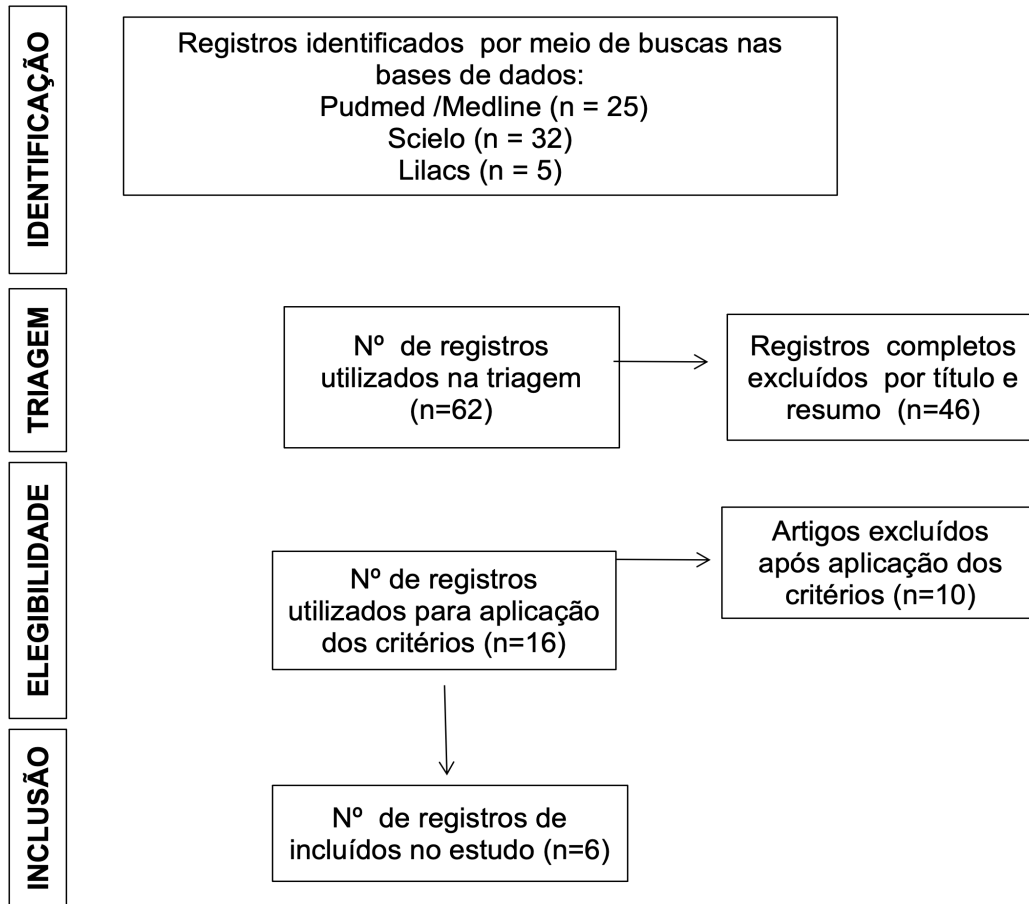 IDENTIFICAÇÃO
Registros identificados por meio de buscas nas
bases de dados:
Pudmed /Medline (n = 25)
Scielo (n = 32)
Lilacs (n = 5)
TRIAGEM
Nº de registros
utilizados na triagem
(n=62)
Registros completos
excluídos por título e
resumo (n=46)
ELEGIBILIDADE
Nº de registros
utilizados para aplicação
dos critérios (n=16)
Artigos excluídos
após aplicação dos
critérios (n=10)
INCLUSÃO
Nº de registros de
incluídos no estudo (n=6)